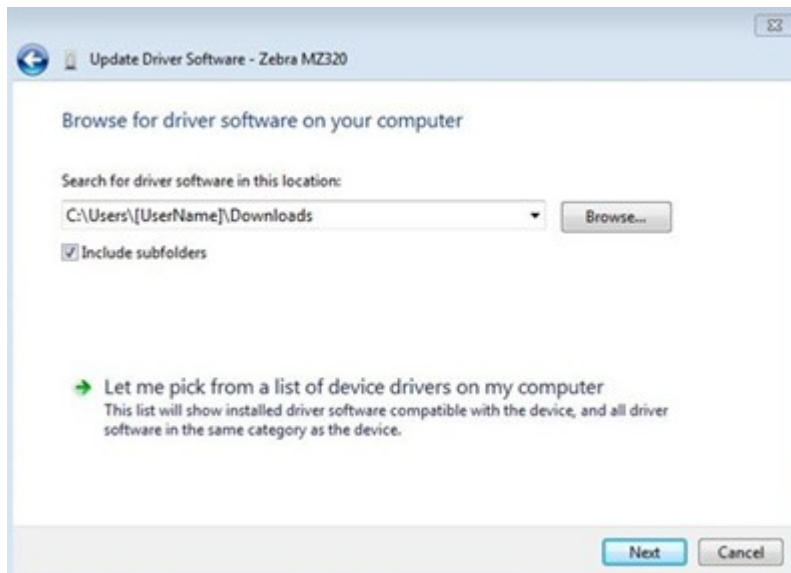 Update Driver Software - Zebra MZ320
Browse for driver software on your computer
Search for driver software in this location:
C:\Users\[UserName]\Downloads
Browse...
Include subfolders
Let me pick from a list of device drivers on my computer
This list will show installed driver software compatible with the device, and all driver
software in the same category as the device.
Next
Cancel